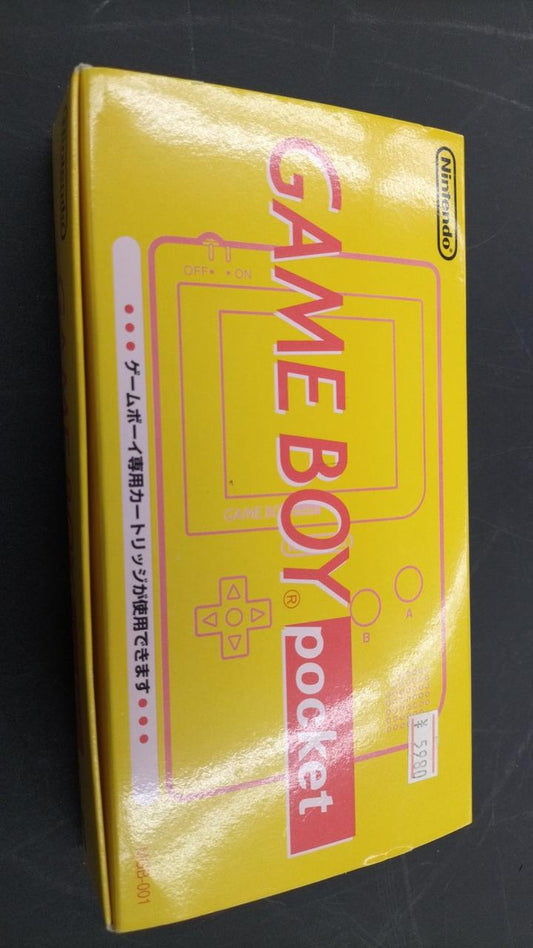 Nintendo®
GAME BOY® pocket
OFF• •ON
GAME BOY
A
B
¥ 5980
•••ゲームボーイ専用カートリッジが使用できます•••
MGB-001
Nintendo